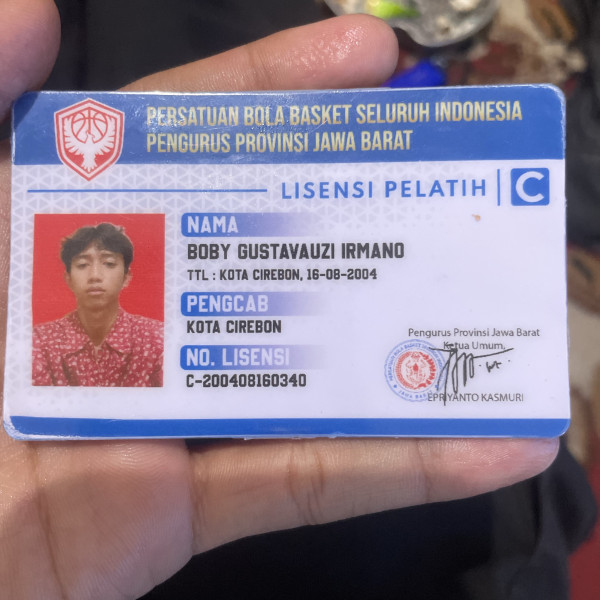 PERSATUAN BOLA BASKET SELURUH INDONESIA
PENGURUS PROVINSI JAWA BARAT
LISENSI PELATIH C
NAMA
BOBY GUSTAVAUZI IRMANO
TTL : KOTA CIREBON, 16-08-2004
PENGCAB
KOTA CIREBON
NO. LISENSI
C-200408160340
Pengurus Provinsi Jawa Barat
Ketua Umum,
EPRIYANTO KASMURI